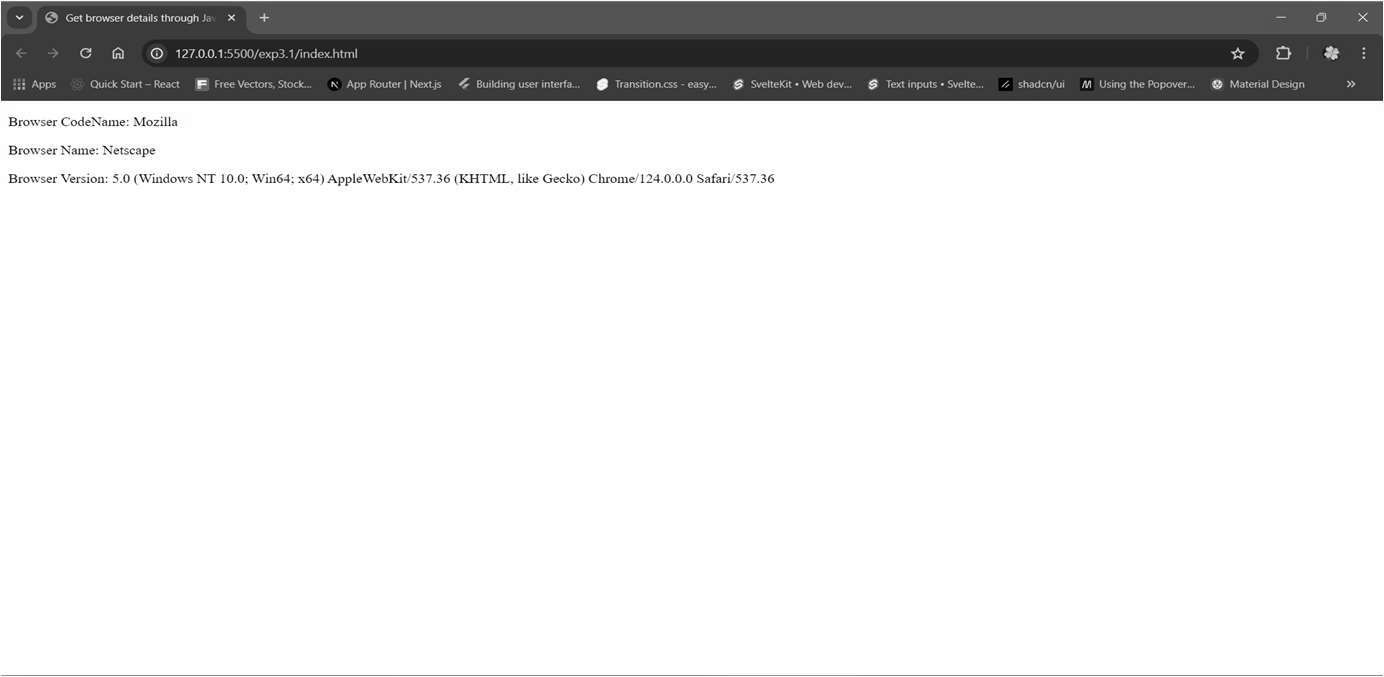 Get browser details through Jav
127.0.0.1:5500/exp3.1/index.html
Apps Quick Start – React Free Vectors, Stock... App Router | Next.js Building user interfa... Transition.css - easy... SvelteKit • Web dev... Text inputs • Svelte... shadcn/ui Using the Popover... Material Design
Browser CodeName: Mozilla
Browser Name: Netscape
Browser Version: 5.0 (Windows NT 10.0; Win64; x64) AppleWebKit/537.36 (KHTML, like Gecko) Chrome/124.0.0.0 Safari/537.36